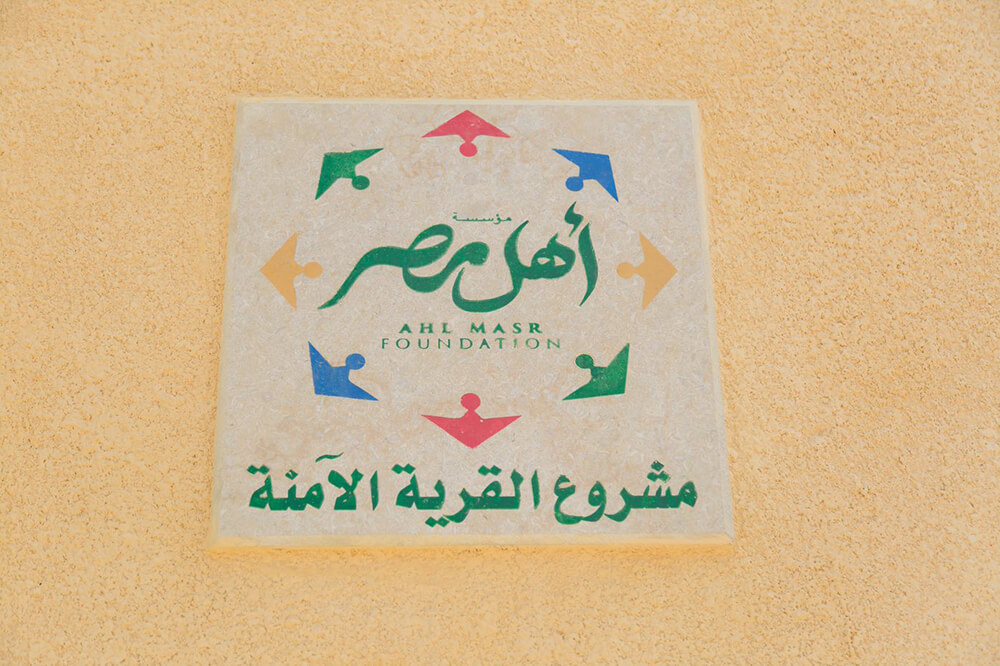 مؤسسة
أهل مصر
AHL MASR
FOUNDATION
مشروع القرية الآمنة